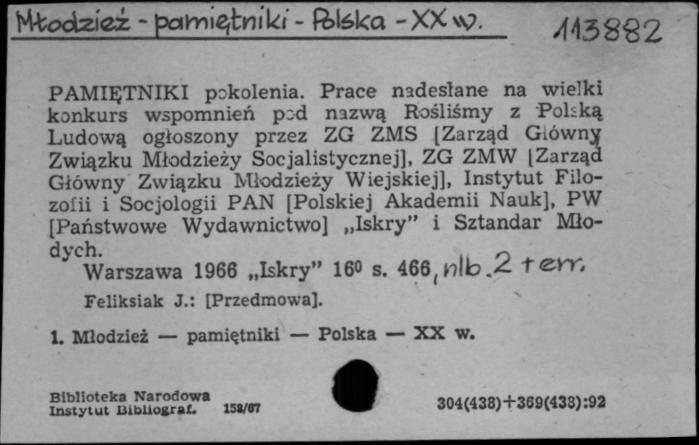 Młodzież - pamiętniki - Polska - XX w.
113882
PAMIĘTNIKI pokolenia. Prace nadesłane na wielki
konkurs wspomnień pod nazwą Rośliśmy z Polską
Ludową ogłoszony przez ZG ZMS [Zarząd Główny
Związku Młodzieży Socjalistycznej], ZG ZMW [Zarząd
Główny Związku Młodzieży Wiejskiej], Instytut Filo-
zofii i Socjologii PAN [Polskiej Akademii Nauk], PW
[Państwowe Wydawnictwo] „Iskry” i Sztandar Mło-
dych.
Warszawa 1966 „Iskry” 16⁰ s. 466, nlb. 2 + err.
Feliksiak J.: [Przedmowa].
1. Młodzież — pamiętniki — Polska — XX w.
Biblioteka Narodowa
Instytut Bibliograf. 158/67
304(438)+369(438):92